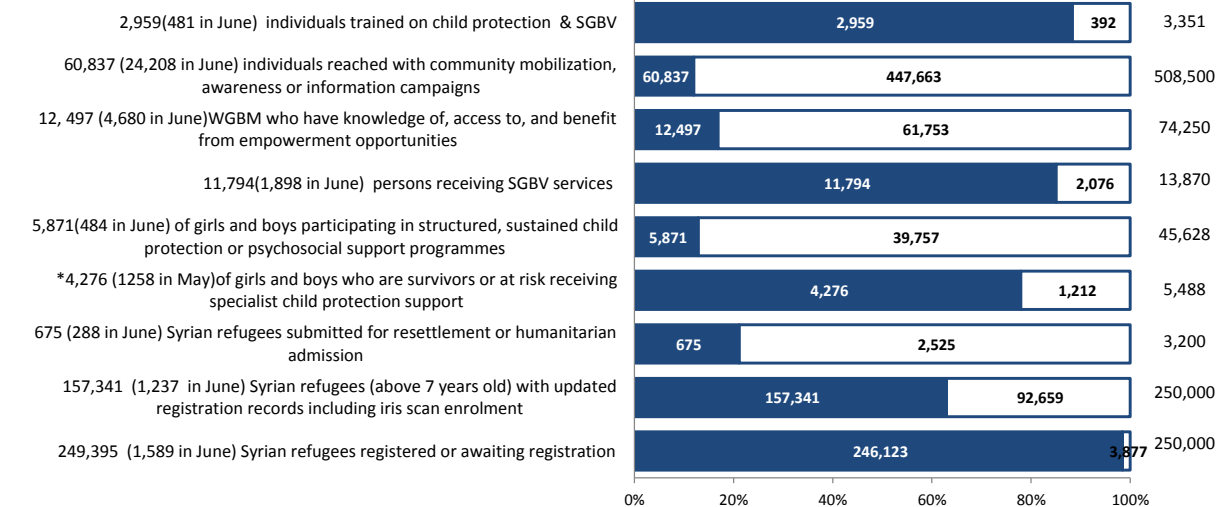 2,959(481 in June) individuals trained on child protection & SGBV
2,959
392
3,351
60,837 (24,208 in June) individuals reached with community mobilization,
awareness or information campaigns
60,837
447,663
508,500
12, 497 (4,680 in June)WGBM who have knowledge of, access to, and benefit
from empowerment opportunities
12,497
61,753
74,250
11,794(1,898 in June) persons receiving SGBV services
11,794
2,076
13,870
5,871(484 in June) of girls and boys participating in structured, sustained child
protection or psychosocial support programmes
5,871
39,757
45,628
*4,276 (1258 in May)of girls and boys who are survivors or at risk receiving
specialist child protection support
4,276
1,212
5,488
675 (288 in June) Syrian refugees submitted for resettlement or humanitarian
admission
675
2,525
3,200
157,341 (1,237 in June) Syrian refugees (above 7 years old) with updated
registration records including iris scan enrolment
157,341
92,659
250,000
249,395 (1,589 in June) Syrian refugees registered or awaiting registration
246,123
3,877
250,000
0% 20% 40% 60% 80% 100%